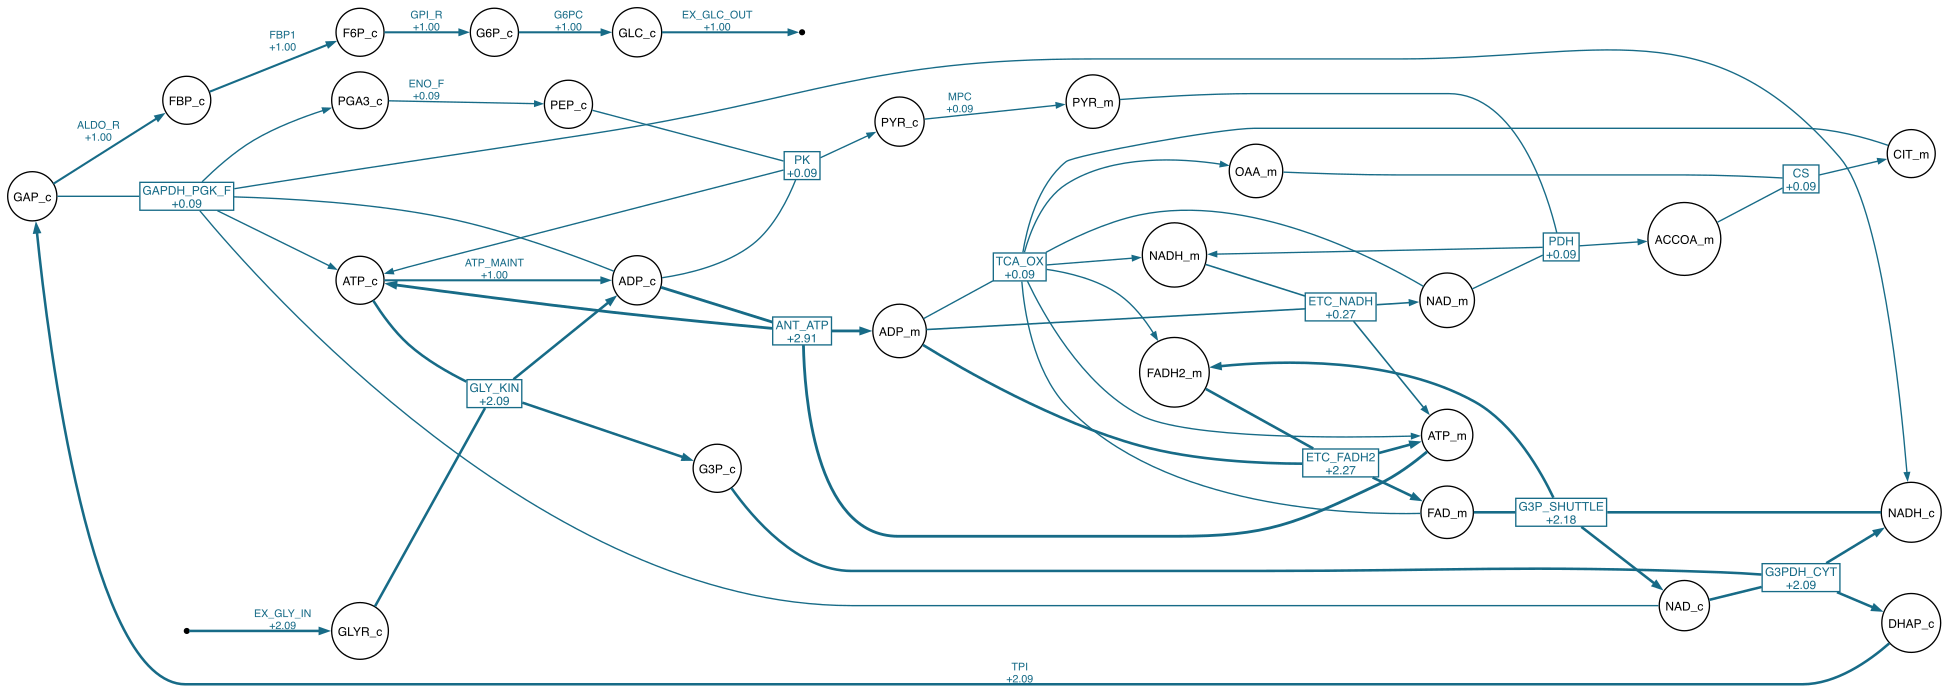 GPI_R
+1.00
G6PC
+1.00
EX_GLC_OUT
+1.00
FBP1
+1.00
F6P_c
G6P_c
GLC_c
ENO_F
+0.09
FBP_c
PGA3_c
PEP_c
MPC
+0.09
PYR_m
PYR_c
ALDO_R
+1.00
PK
+0.09
CIT_m
OAA_m
CS
+0.09
GAP_c
GAPDH_PGK_F
+0.09
ACCOA_m
PDH
+0.09
NADH_m
TCA_OX
+0.09
ATP_MAINT
+1.00
ATP_c
ADP_c
NAD_m
ETC_NADH
+0.27
ANT_ATP
+2.91
ADP_m
FADH2_m
GLY_KIN
+2.09
ATP_m
ETC_FADH2
+2.27
G3P_c
FAD_m
G3P_SHUTTLE
+2.18
NADH_c
G3PDH_CYT
+2.09
NAD_c
EX_GLY_IN
+2.09
GLYR_c
DHAP_c
TPI
+2.09